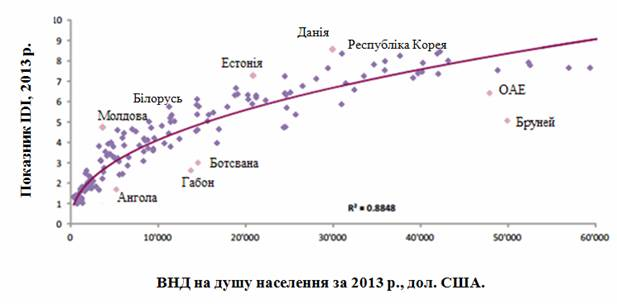 Показник IDI, 2013 р.
10
9
8
7
6
5
4
3
2
1
0
Данія
Республіка Корея
Естонія
ОАЕ
Білорусь
Молдова
Бруней
Ботсвана
Габон
Ангола
R² = 0.8848
0 10'000 20'000 30'000 40'000 50'000 60'000
ВНД на душу населення за 2013 р., дол. США.